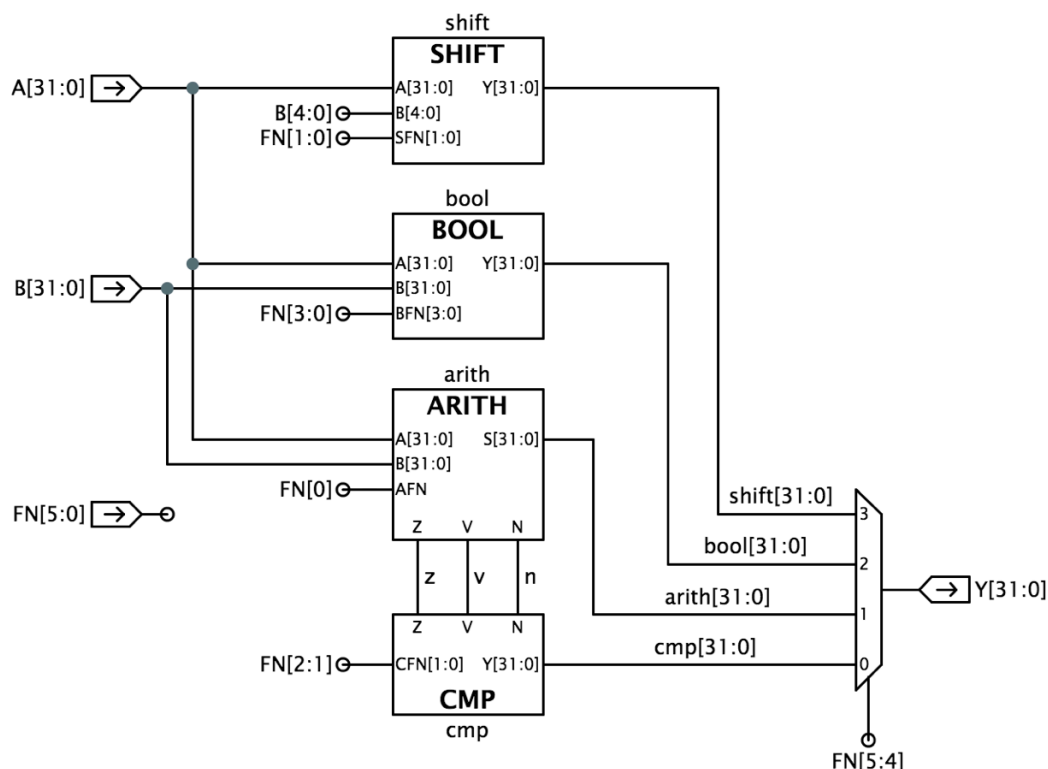 shift
SHIFT
A[31:0]
A[31:0] Y[31:0]
B[4:0]
B[4:0]
FN[1:0]
SFN[1:0]
bool
BOOL
A[31:0] Y[31:0]
B[31:0]
B[31:0]
FN[3:0]
BFN[3:0]
arith
ARITH
A[31:0] S[31:0]
B[31:0]
FN[0]
AFN
FN[5:0]
Z V N
z v n
Z V N
FN[2:1]
CFN[1:0] Y[31:0]
CMP
cmp
shift[31:0]
3
bool[31:0]
2
arith[31:0]
1
cmp[31:0]
0
Y[31:0]
FN[5:4]